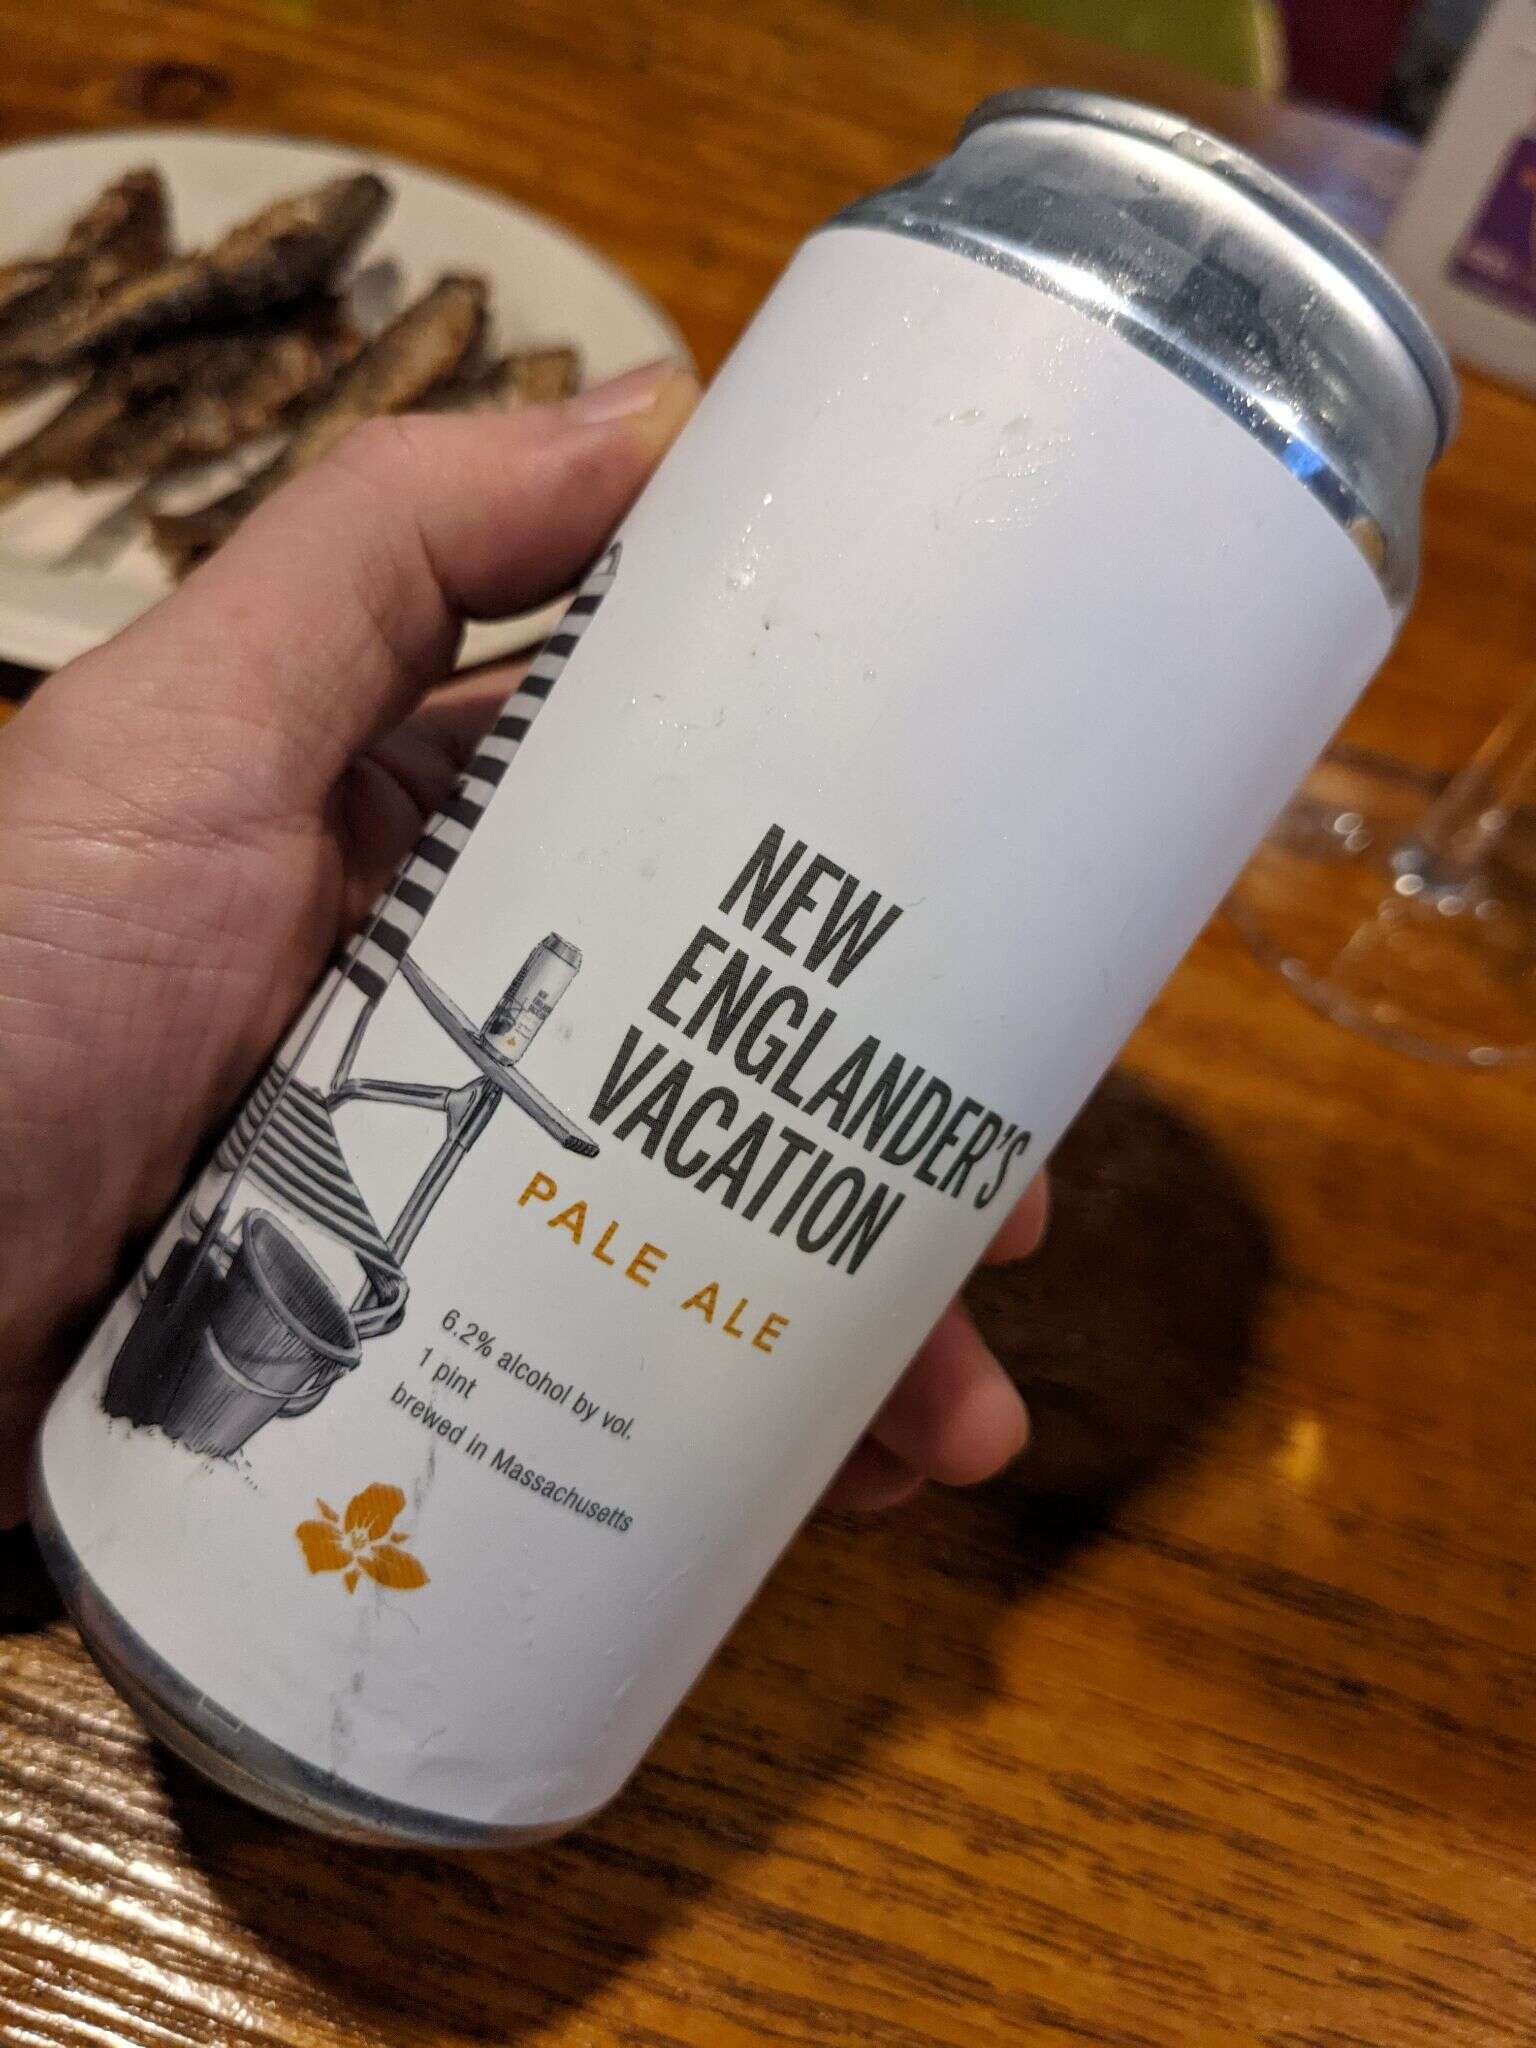 NEW
ENGLANDER'S
VACATION
PALE ALE
6.2% alcohol by vol.
1 pint
brewed in Massachusetts